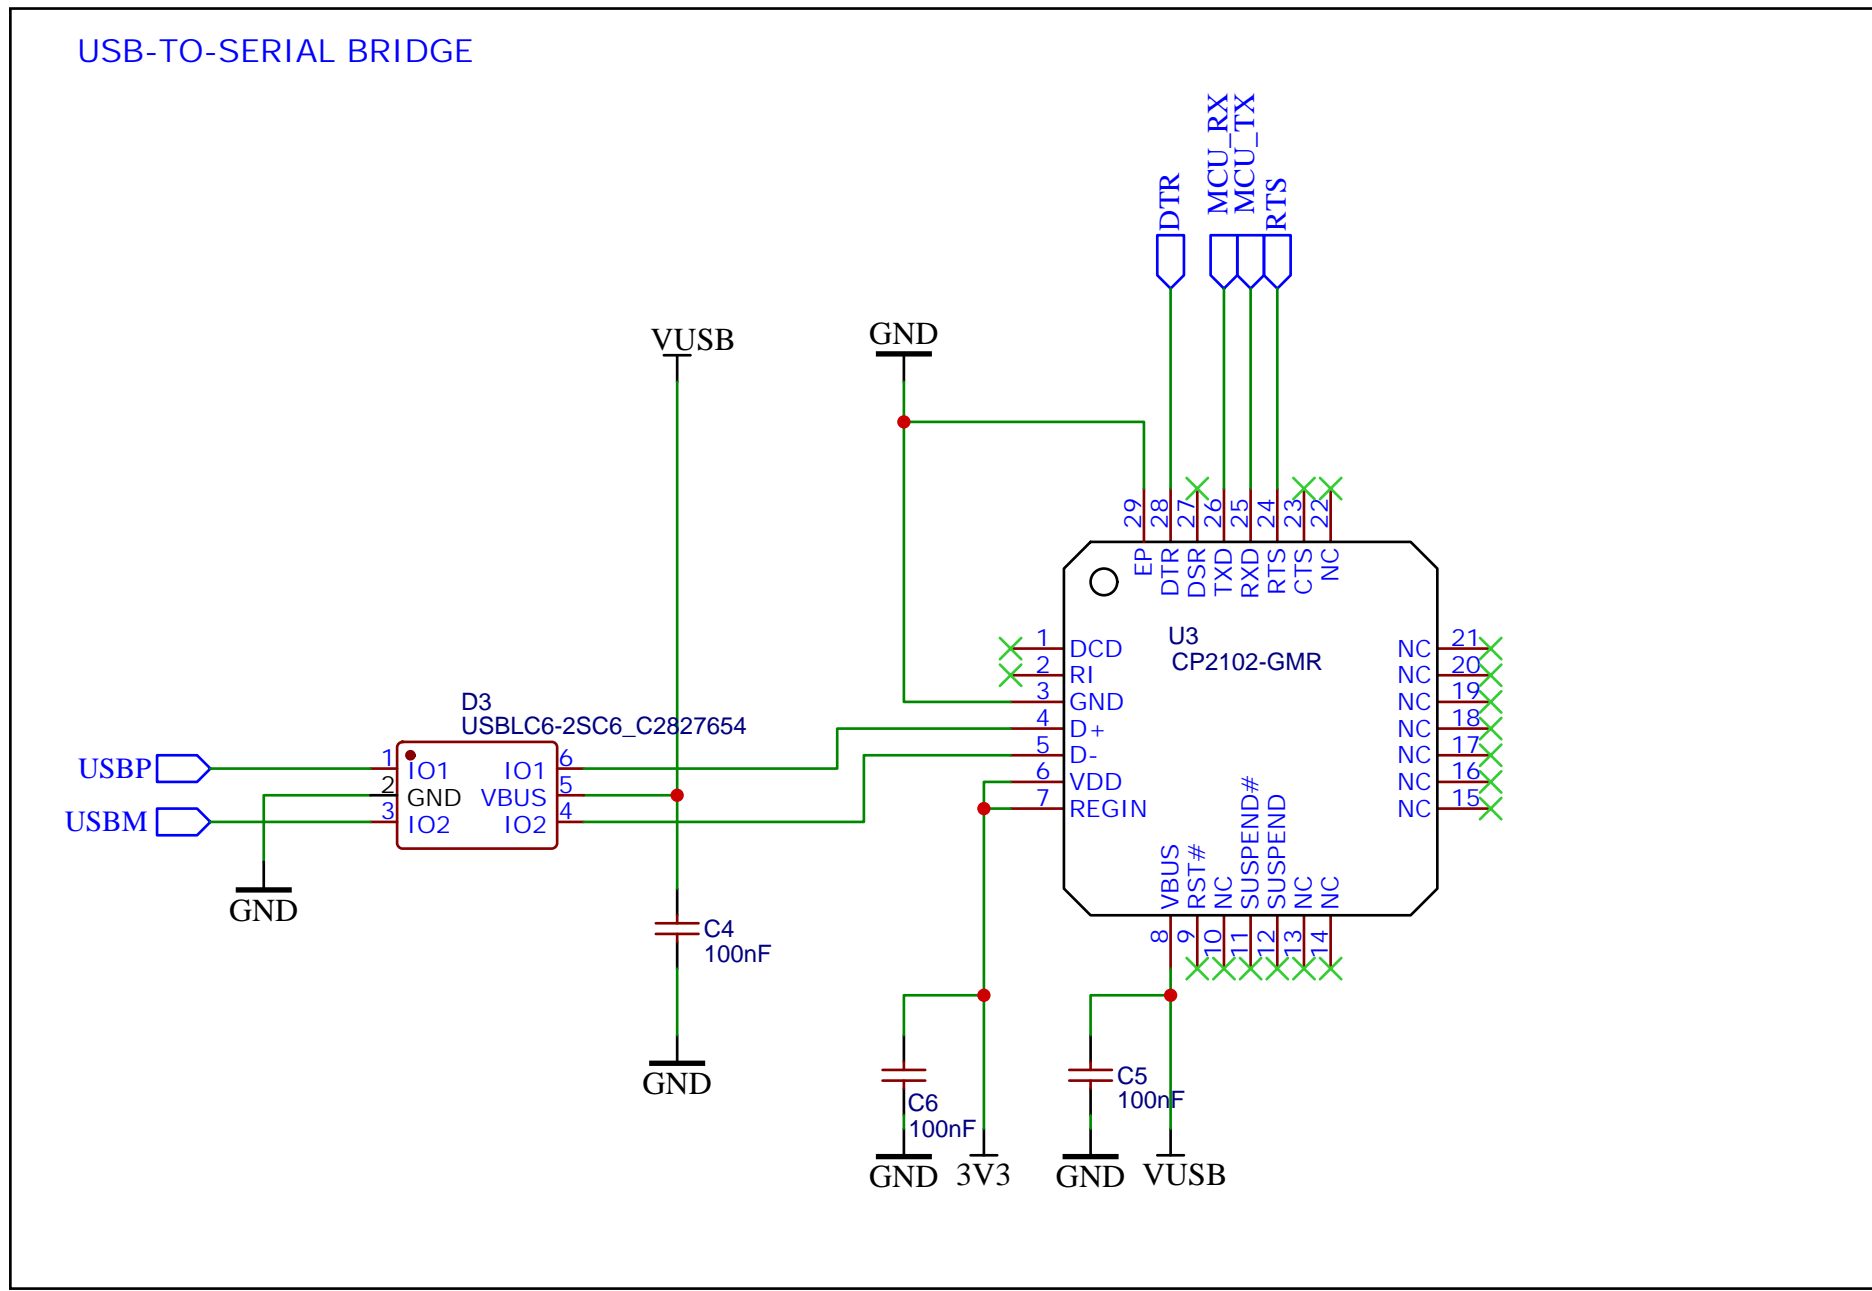 USB-TO-SERIAL BRIDGE
DTR
MCU_RX
MCU_TX
RTS
VUSB
GND
29
28
27
26
25
24
23
22
EP
DTR
DSR
TXD
RXD
RTS
CTS
NC
U3
CP2102-GMR
1 DCD
2 RI
3 GND
4 D+
5 D-
6 VDD
7 REGIN
NC 21
NC 20
NC 19
NC 18
NC 17
NC 16
NC 15
D3
USBLC6-2SC6_C2827654
USBP
USBM
1 IO1
2 GND
3 IO2
IO1 6
VBUS 5
IO2 4
GND
VBUS
RST#
NC
SUSPEND#
SUSPEND
NC
NC
8
9
10
11
12
13
14
C4
100nF
GND
C6
100nF
GND
3V3
C5
100nF
GND
VUSB